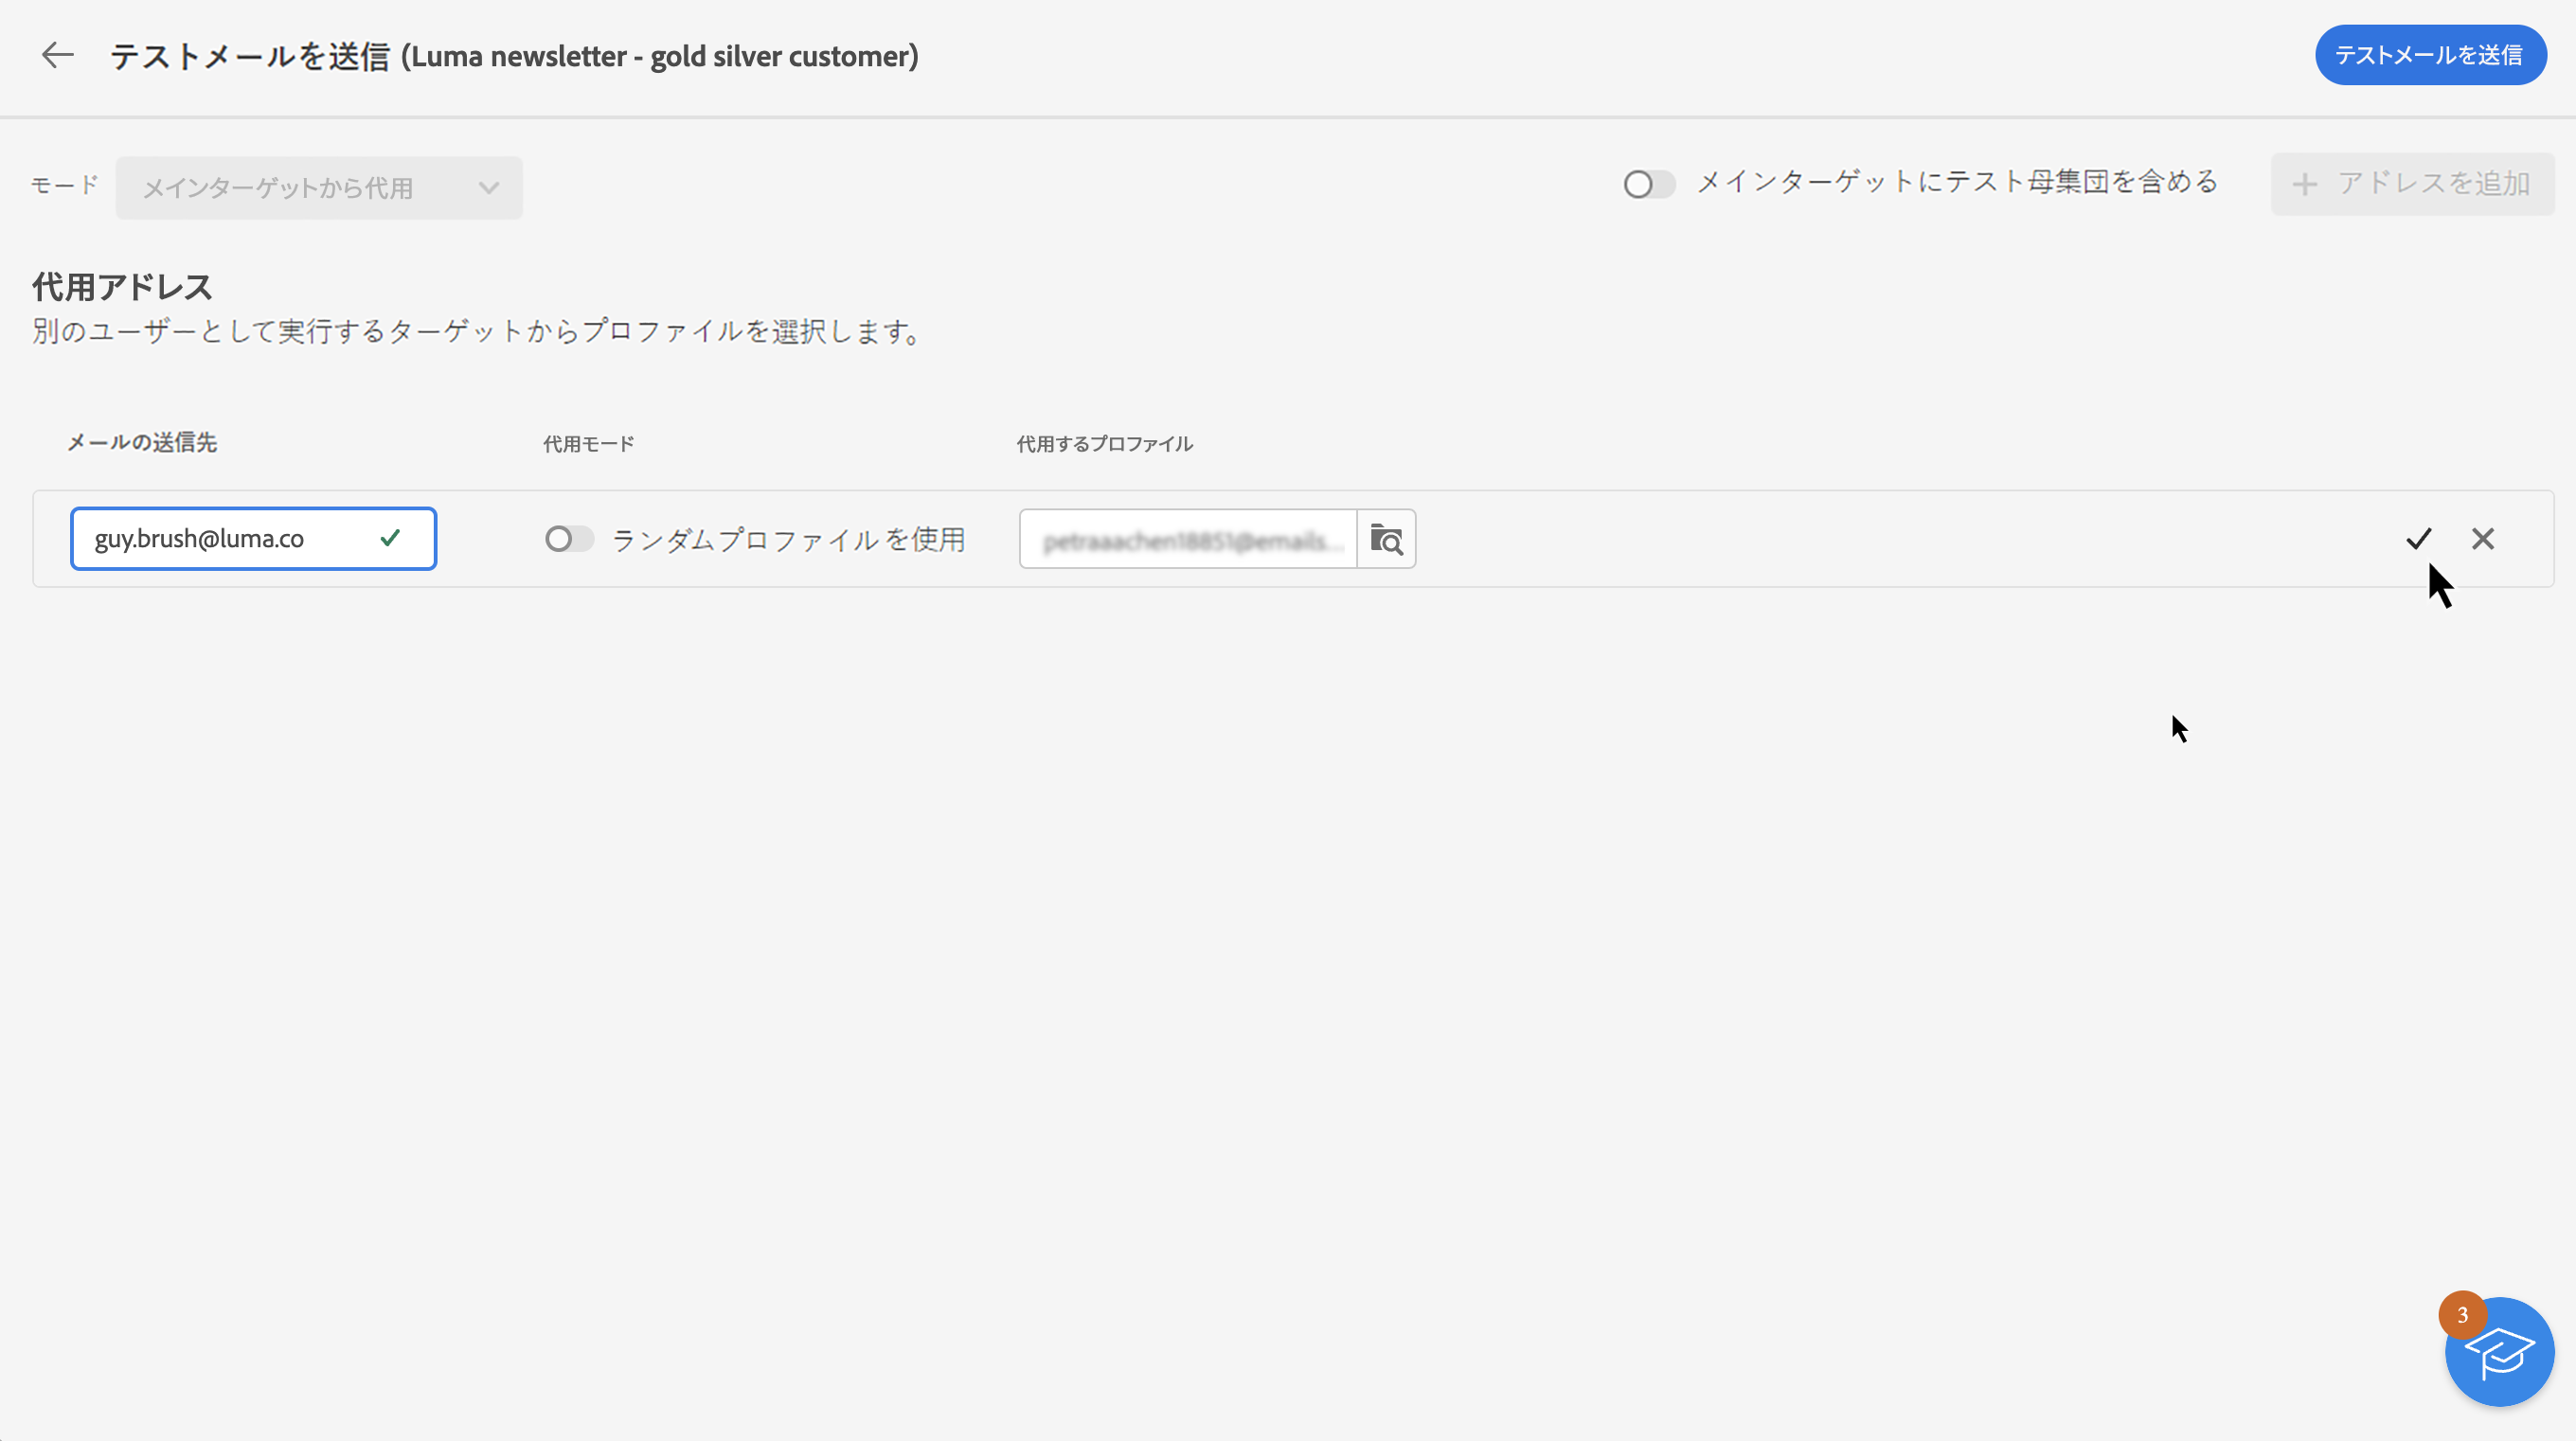 テストメールを送信 (Luma newsletter - gold silver customer)
テストメールを送信
モード
メインターゲットから代用
メインターゲットにテスト母集団を含める
アドレスを追加
代用アドレス
別のユーザーとして実行するターゲットからプロファイルを選択します。
メールの送信先
代用モード
代用するプロファイル
guy.brush@luma.co
ランダムプロファイル を使用
3